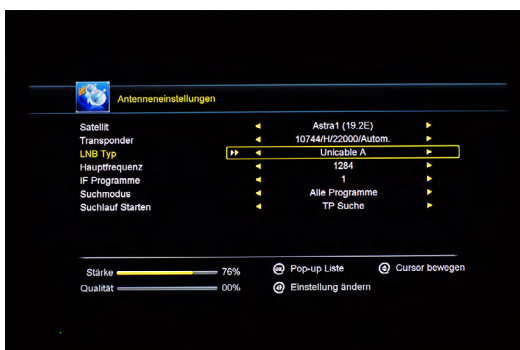 Antenneneinstellungen
Satellit Astra1 (19.2E)
Transponder 10744/H/22000/Autom.
LNB Typ Unicable A
Hauptfrequenz 1284
IF Programme 1
Suchmodus Alle Programme
Suchlauf Starten TP Suche
Stärke 76% OK Pop-up Liste Cursor bewegen
Qualität 00% Einstellung ändern